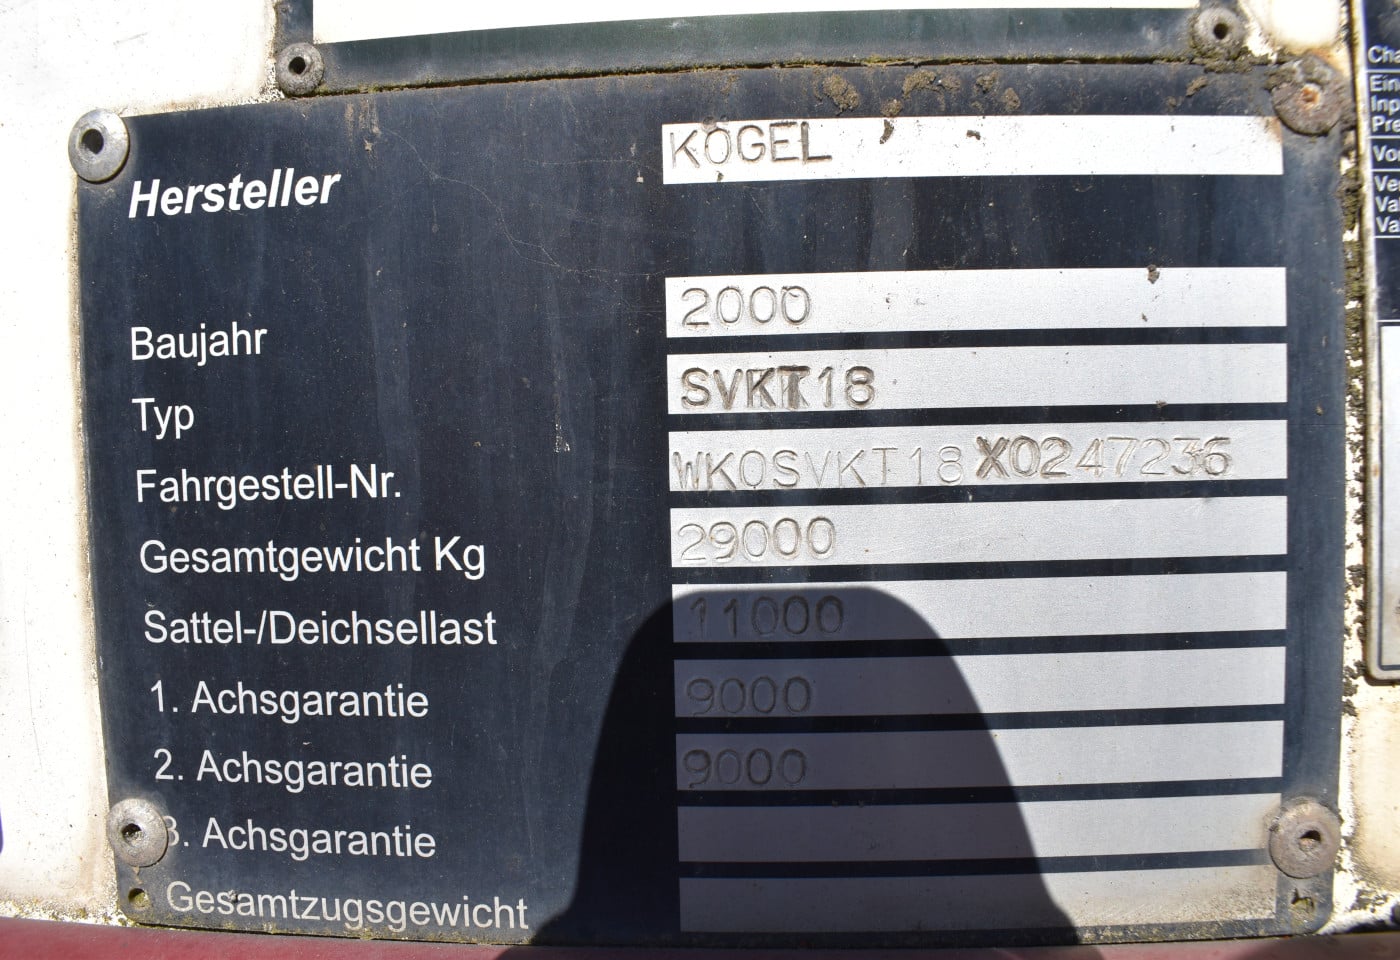 Hersteller KÖGEL
Baujahr 2000
Typ SVKT18
Fahrgestell-Nr. WK0SVKT18X0247236
Gesamtgewicht Kg 29000
Sattel-/Deichsellast 11000
1. Achsgarantie 9000
2. Achsgarantie 9000
3. Achsgarantie
Gesamtzugsgewicht